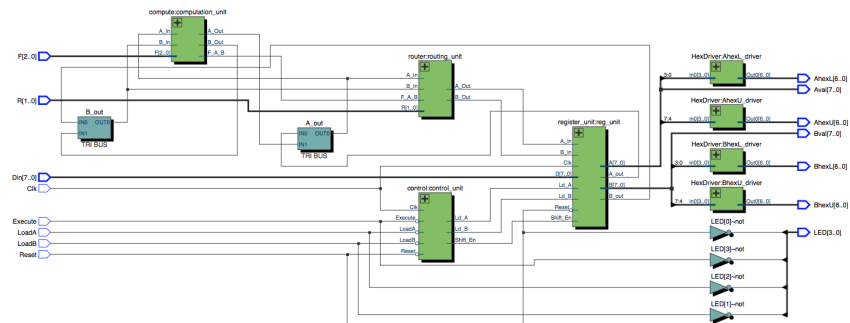 compute:computation_unit
A_In
B_In
F[2..0]
A_Out
B_Out
F_A_B
F[2..0]
R[1..0]
B_out
IN0
OUT0
IN1
TRI BUS
router:routing_unit
A_In
B_In
F_A_B
R[1..0]
A_Out
B_Out
A_out
IN0
OUT0
IN1
TRI BUS
Din[7..0]
Clk
Execute
LoadA
LoadB
Reset
control:control_unit
Clk
Execute
LoadA
LoadB
Reset
Ld_A
Ld_B
Shift_En
register_unit:reg_unit
A_In
B_In
Clk
D[7..0]
Ld_A
Ld_B
Reset
Shift_En
A[7..0]
A_out
B[7..0]
B_out
HexDriver:AhexL_driver
3:0
In0[3..0]
Out0[6..0]
AhexL[6..0]
Aval[7..0]
HexDriver:AhexU_driver
7:4
In0[3..0]
Out0[6..0]
AhexU[6..0]
Bval[7..0]
HexDriver:BhexL_driver
3:0
In0[3..0]
Out0[6..0]
BhexL[6..0]
HexDriver:BhexU_driver
7:4
In0[3..0]
Out0[6..0]
BhexU[6..0]
LED[0]~not
LED[3..0]
LED[3]~not
LED[2]~not
LED[1]~not